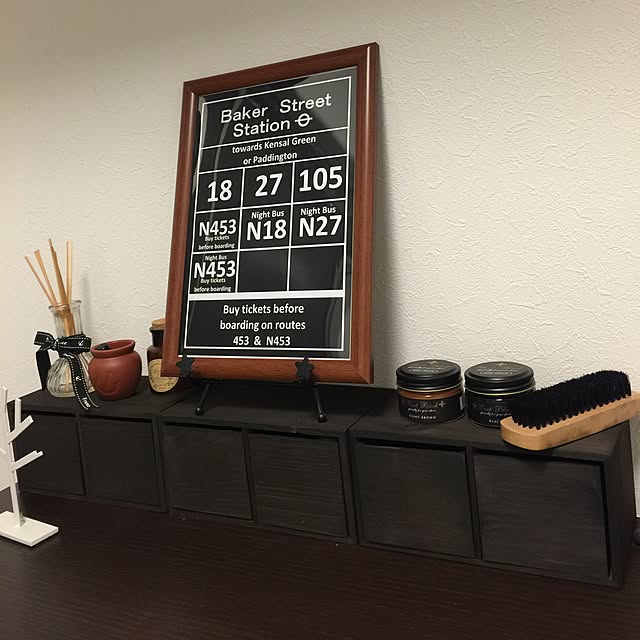 Baker Street
Station
towards Kensal Green
or Paddington
18 27 105
N453
Buy tickets
before boarding
Night Bus
N18
Night Bus
N27
Night Bus
N453
Buy tickets
before boarding
Buy tickets before
boarding on routes
453 & N453